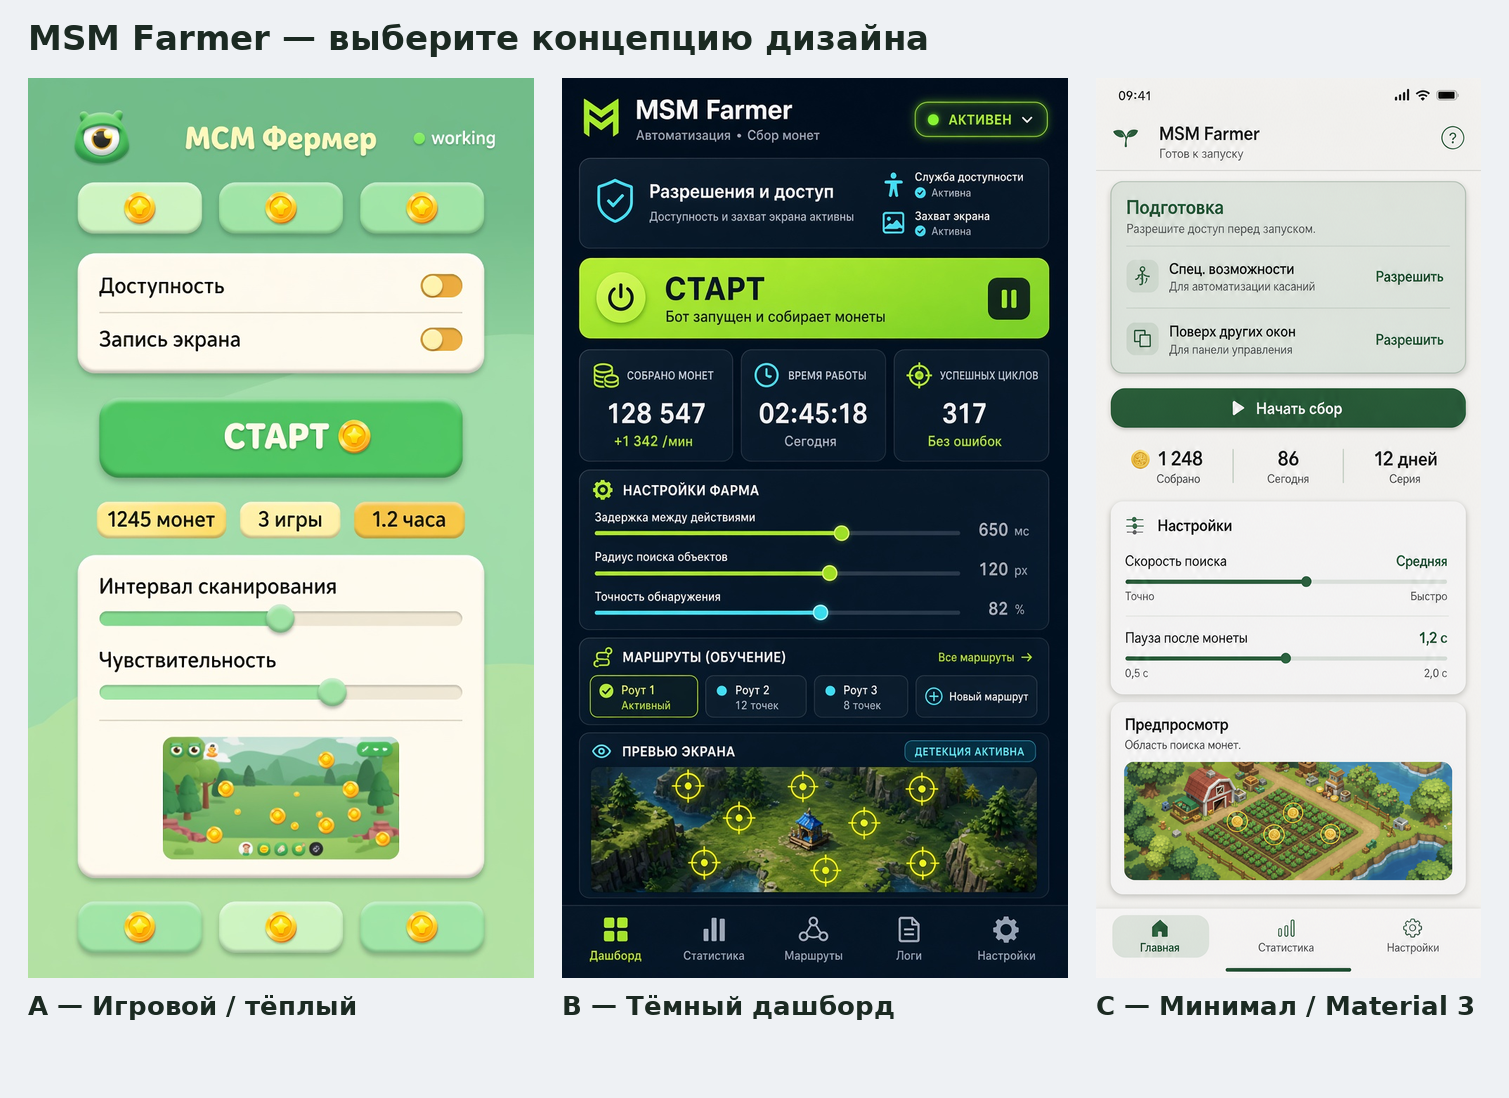 MSM Farmer — выберите концепцию дизайна
МСМ Фермер
working
Доступность
Запись экрана
СТАРТ
1245 монет
3 игры
1.2 часа
Интервал сканирования
Чувствительность
A — Игровой / тёплый
MSM Farmer
Автоматизация • Сбор монет
АКТИВЕН
Разрешения и доступ
Доступность и захват экрана активны
Служба доступности
Активна
Захват экрана
Активна
СТАРТ
Бот запущен и собирает монеты
СОБРАНО МОНЕТ
128 547
+1 342 /мин
ВРЕМЯ РАБОТЫ
02:45:18
Сегодня
УСПЕШНЫХ ЦИКЛОВ
317
Без ошибок
НАСТРОЙКИ ФАРМА
Задержка между действиями
650 мс
Радиус поиска объектов
120 px
Точность обнаружения
82 %
МАРШРУТЫ (ОБУЧЕНИЕ)
Все маршруты →
Роут 1
Активный
Роут 2
12 точек
Роут 3
8 точек
Новый маршрут
ПРЕВЬЮ ЭКРАНА
ДЕТЕКЦИЯ АКТИВНА
Дашборд
Статистика
Маршруты
Логи
Настройки
B — Тёмный дашборд
09:41
MSM Farmer
Готов к запуску
?
Подготовка
Разрешите доступ перед запуском.
Спец. возможности
Для автоматизации касаний
Разрешить
Поверх других окон
Для панели управления
Разрешить
Начать сбор
1 248
Собрано
86
Сегодня
12 дней
Серия
Настройки
Скорость поиска
Средняя
Точно
Быстро
Пауза после монеты
1,2 с
0,5 с
2,0 с
Предпросмотр
Область поиска монет.
Главная
Статистика
Настройки
C — Минимал / Material 3